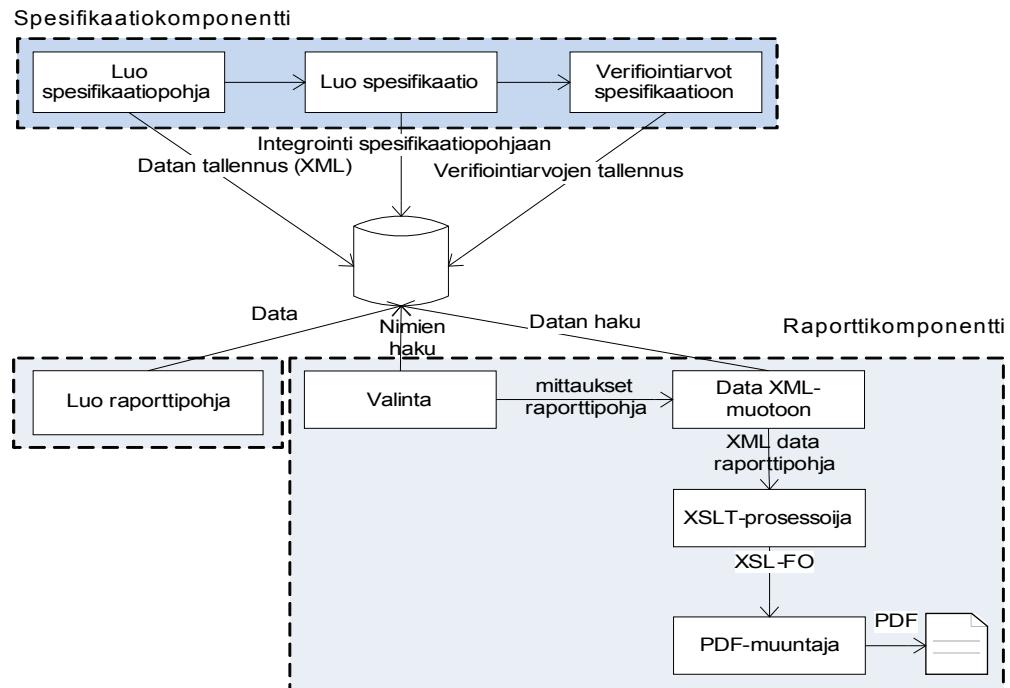 Spesifikaatiokomponentti
Luo
spesifikaatiopohja
Luo spesifikaatio
Verifiointiarvot
spesifikaatioon
Integrointi spesifikaatiopohjaan
Datan tallennus (XML)
Verifiointiarvojen tallennus
Data
Nimien
haku
Datan haku
Raporttikomponentti
Luo raporttipohja
Valinta
mittaukset
raporttipohja
Data XML-
muotoon
XML data
raporttipohja
XSLT-prosessoija
XSL-FO
PDF-muuntaja
PDF